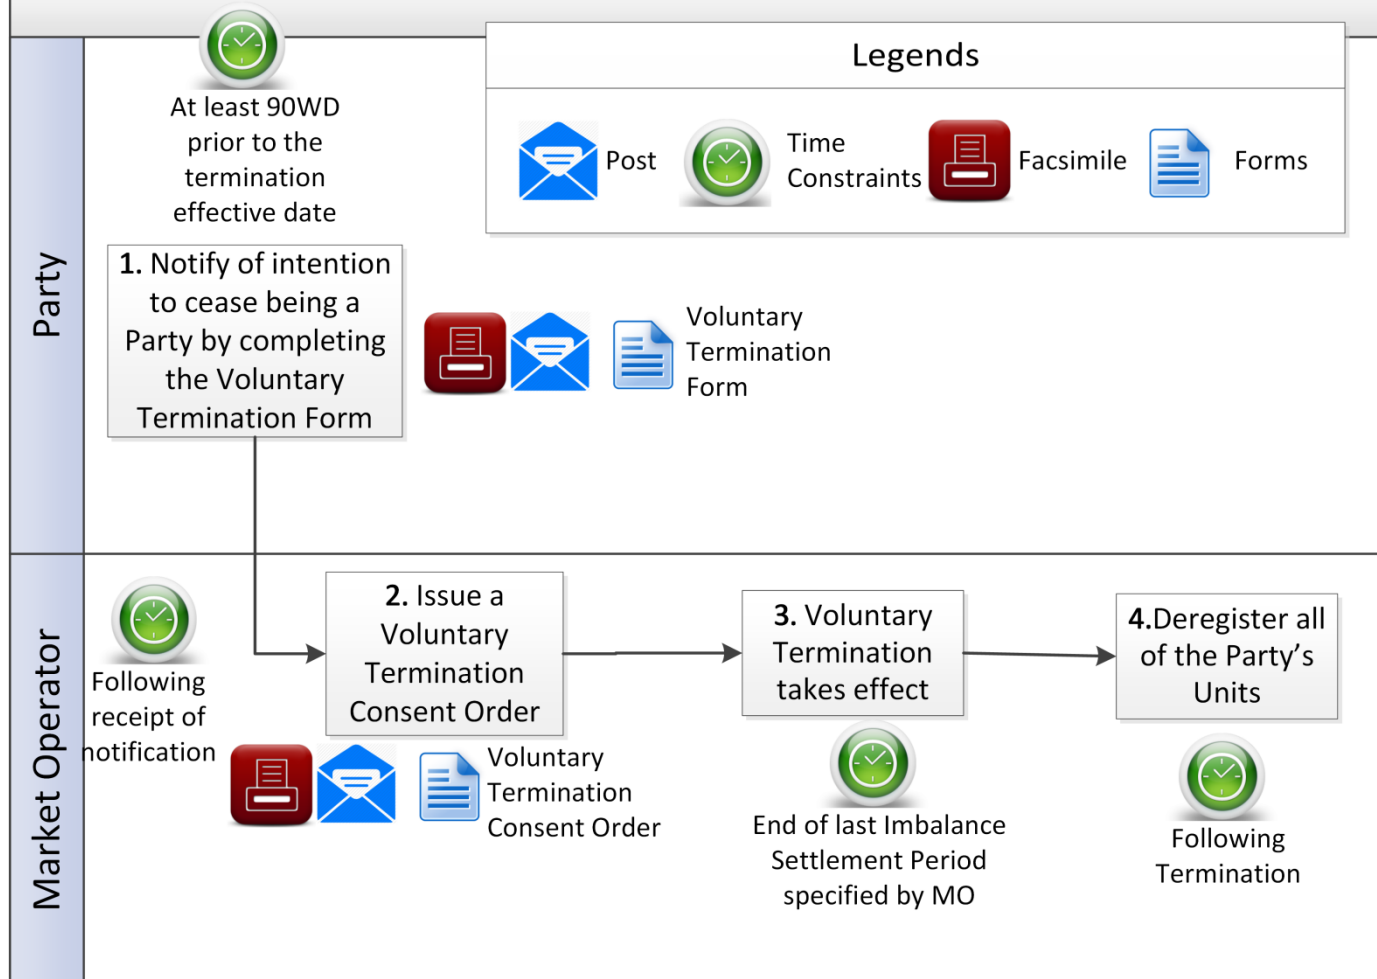 At least 90WD
prior to the
termination
effective date
Legends
Post
Time
Constraints
Facsimile
Forms
Party
1. Notify of intention
to cease being a
Party by completing
the Voluntary
Termination Form
Voluntary
Termination
Form
Market Operator
Following
receipt of
notification
2. Issue a
Voluntary
Termination
Consent Order
Voluntary
Termination
Consent Order
3. Voluntary
Termination
takes effect
End of last Imbalance
Settlement Period
specified by MO
4.Deregister all
of the Party’s
Units
Following
Termination